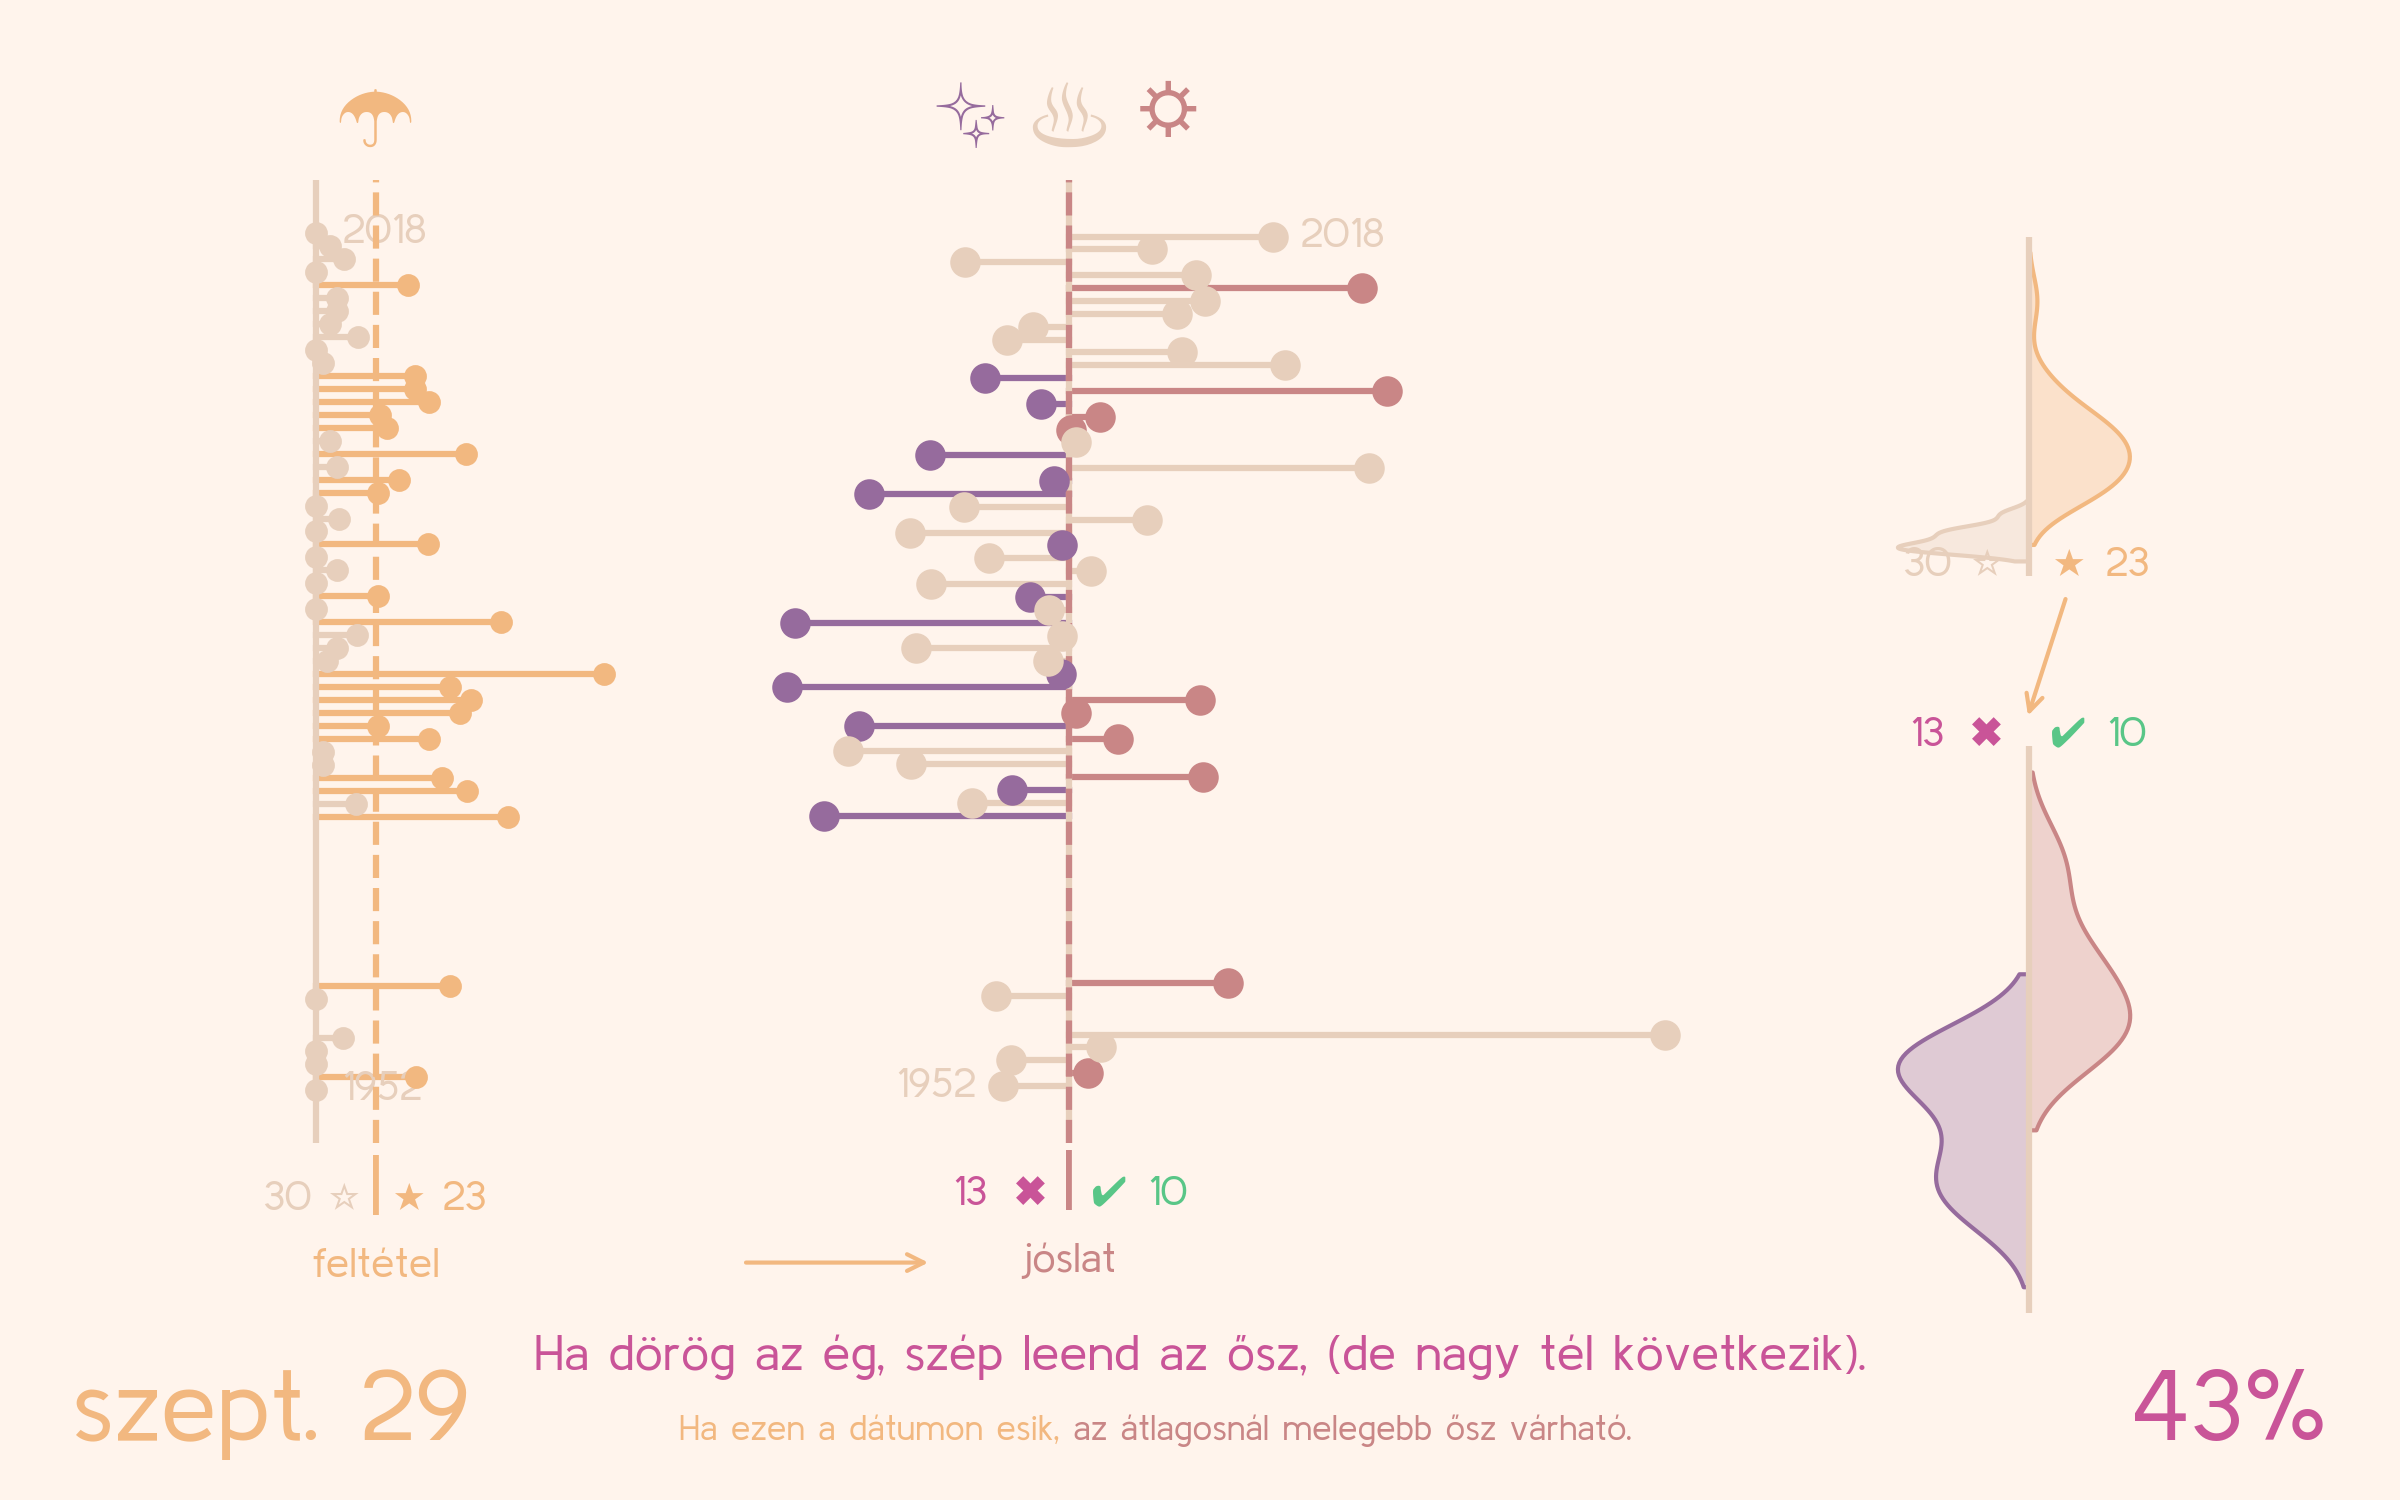 2018
2018
30 ☆ ★ 23
13 ✖ ✔ 10
1952
1952
30 ☆ ★ 23
13 ✖ ✔ 10
feltétel
jóslat
Ha dörög az ég, szép leend az ősz, (de nagy tél következik).
szept. 29
43%
Ha ezen a dátumon esik, az átlagosnál melegebb ősz várható.